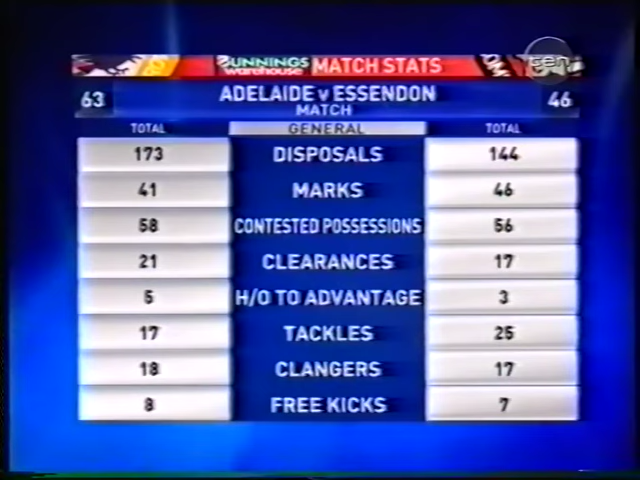 BUNNINGS warehouse MATCH STATS
ten
63 ADELAIDE v ESSENDON 46
MATCH
TOTAL GENERAL TOTAL
173 DISPOSALS 144
41 MARKS 46
58 CONTESTED POSSESSIONS 56
21 CLEARANCES 17
5 H/O TO ADVANTAGE 3
17 TACKLES 25
18 CLANGERS 17
8 FREE KICKS 7